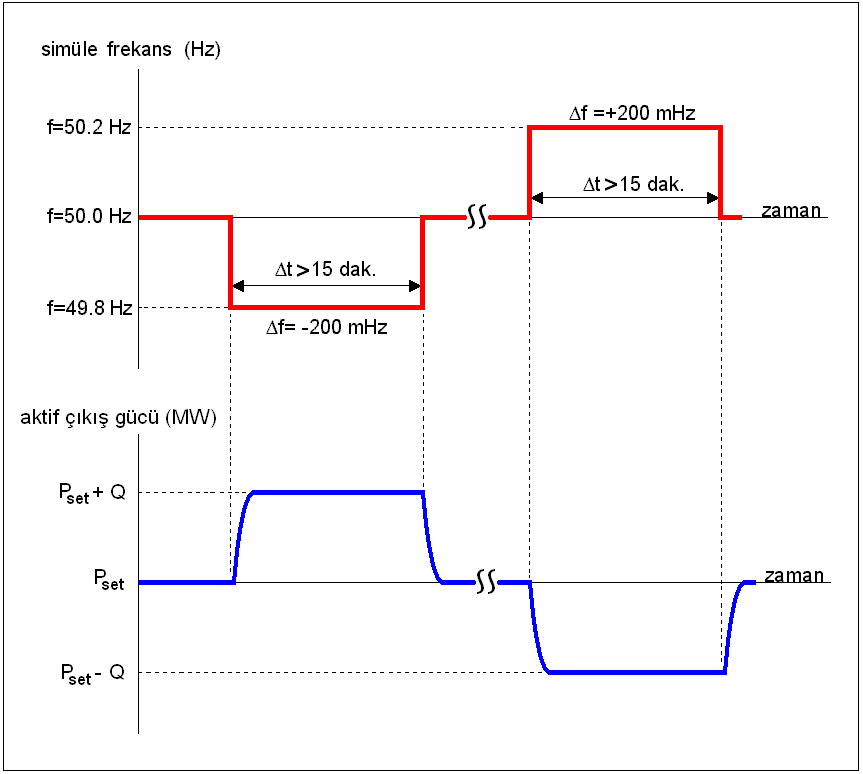 simüle frekans (Hz)
Δf =+200 mHz
f=50.2 Hz
Δt>15 dak.
zaman
f=50.0 Hz
Δt>15 dak.
f=49.8 Hz
Δf= -200 mHz
aktif çıkış gücü (MW)
Pset + Q
Pset
zaman
Pset - Q